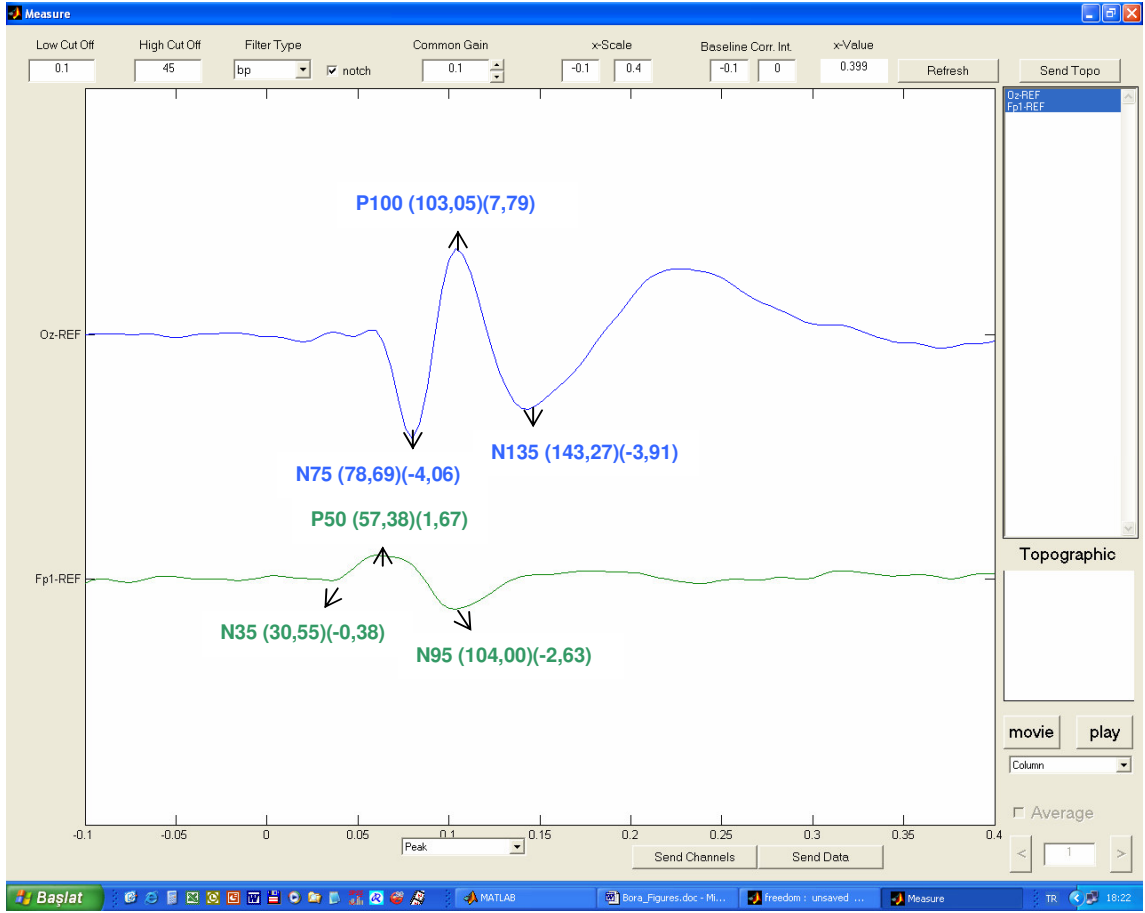 Measure
Low Cut Off High Cut Off Filter Type Common Gain x-Scale Baseline Corr. Int. x-Value
0.1 45 bp notch 0.1 -0.1 0.4 -0.1 0 0.399 Refresh Send Topo
Oz-REF
Fp1-REF
P100 (103,05)(7,79)
Oz-REF
N135 (143,27)(-3,91)
N75 (78,69)(-4,06)
P50 (57,38)(1,67)
Topographic
Fp1-REF
N35 (30,55)(-0,38)
N95 (104,00)(-2,63)
movie play
Column
Average
-0.1 -0.05 0 0.05 0.1 0.15 0.2 0.25 0.3 0.35 0.4
Peak
Send Channels Send Data
< 1 >
Başlat MATLAB Bora_Figures.doc - Mi... freedom : unsaved ... Measure TR 18:22